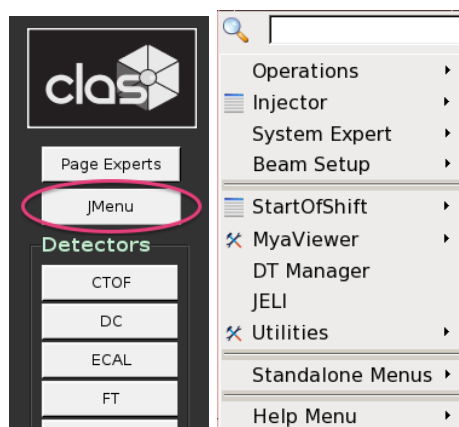 clas
Page Experts
JMenu
Detectors
CTOF
DC
ECAL
FT
Operations
Injector
System Expert
Beam Setup
StartOfShift
MyaViewer
DT Manager
JELI
Utilities
Standalone Menus
Help Menu